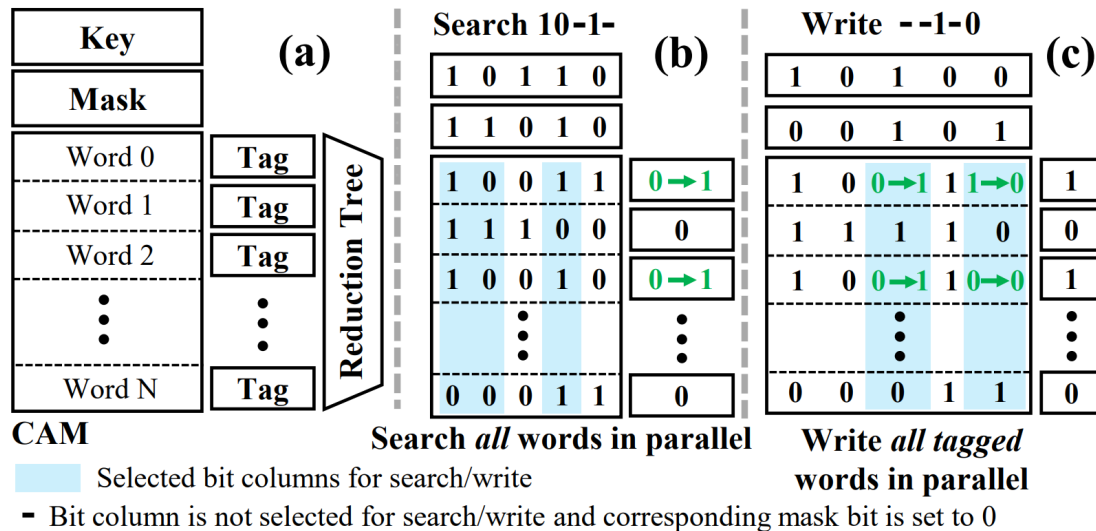 Key
Mask
Word 0
Word 1
Word 2
Word N
Tag
Tag
Tag
Tag
Reduction Tree
(a)
CAM
Search 10-1-
(b)
1 0 1 1 0
1 1 0 1 0
1 0 0 1 1 0→1
1 1 1 0 0 0
1 0 0 1 0 0→1
0 0 0 1 1 0
Search all words in parallel
Write --1-0
(c)
1 0 1 0 0
0 0 1 0 1
1 0 0→1 1 1→0 1
1 1 1 1 0 0
1 0 0→1 1 0→0 1
0 0 0 1 1 0
Write all tagged
words in parallel
Selected bit columns for search/write
- Bit column is not selected for search/write and corresponding mask bit is set to 0